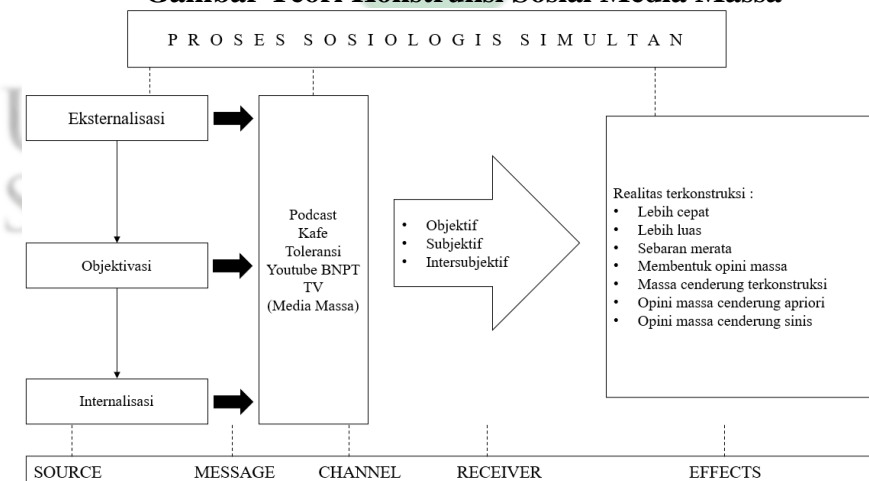 Gambar Teori Konstruksi Sosial Media Massa
P R O S E S S O S I O L O G I S S I M U L T A N
Eksternalisasi
Objektivasi
Internalisasi
Podcast
Kafe
Toleransi
Youtube BNPT
TV
(Media Massa)
• Objektif
• Subjektif
• Intersubjektif
Realitas terkonstruksi :
• Lebih cepat
• Lebih luas
• Sebaran merata
• Membentuk opini massa
• Massa cenderung terkonstruksi
• Opini massa cenderung apriori
• Opini massa cenderung sinis
SOURCE MESSAGE CHANNEL RECEIVER EFFECTS